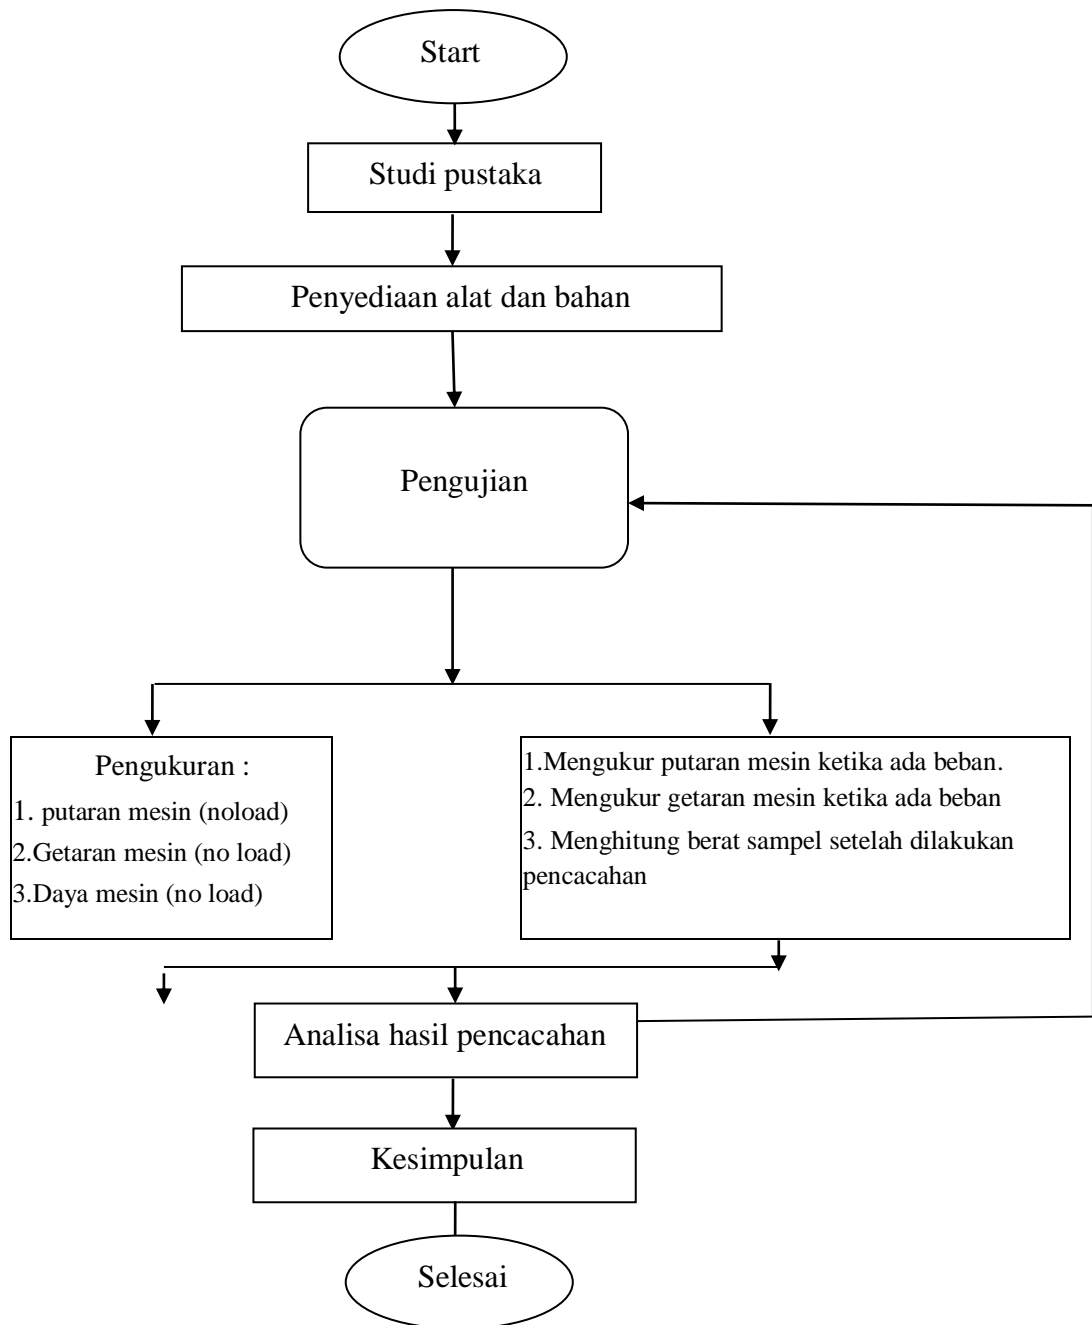 Start
Studi pustaka
Penyediaan alat dan bahan
Pengujian
Pengukuran :
1. putaran mesin (noload)
2.Getaran mesin (no load)
3.Daya mesin (no load)
1.Mengukur putaran mesin ketika ada beban.
2. Mengukur getaran mesin ketika ada beban
3. Menghitung berat sampel setelah dilakukan
pencacahan
Analisa hasil pencacahan
Kesimpulan
Selesai